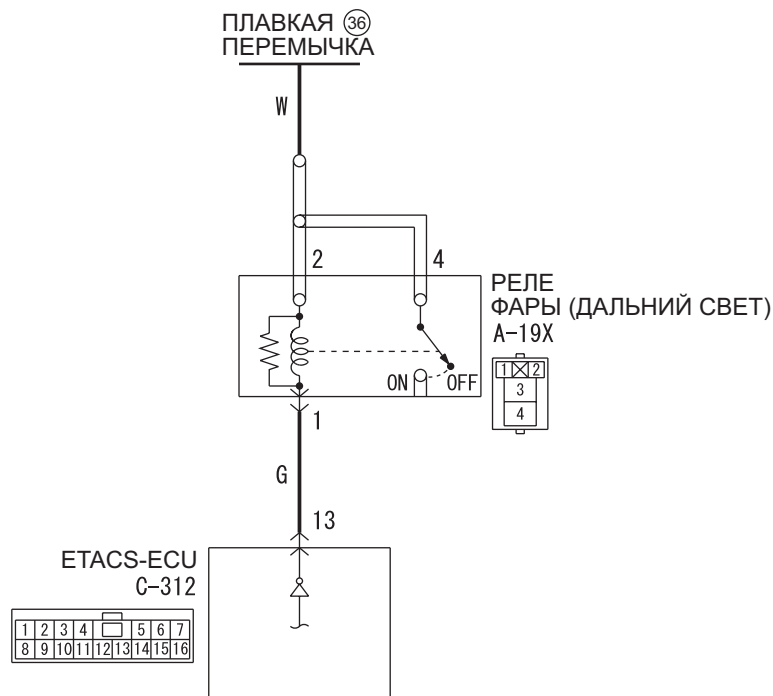 ПЛАВКАЯ 36
ПЕРЕМЫЧКА
W
2
4
РЕЛЕ
ФАРЫ (ДАЛЬНИЙ СВЕТ)
A-19X
ON
OFF
1 2
3
4
1
G
13
ETACS-ECU
C-312
1 2 3 4 5 6 7
8 9 10 11 12 13 14 15 16